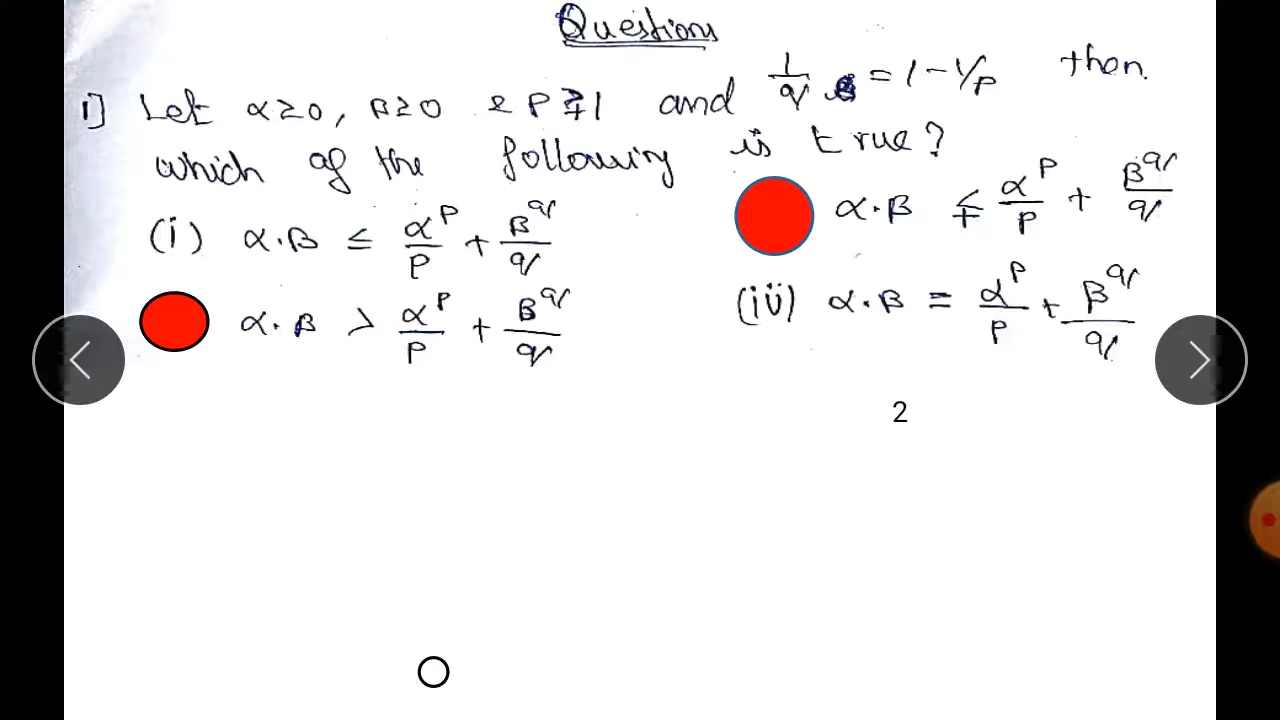 Questions
1] Let α≥0, β≥0 & P ≩ 1 and 1/q = 1 - 1/p then
which of the following is true?
(i) α.β ≤ α^P/P + β^q/q
α.β ≨ α^P/P + β^q/q
α.β > α^P/P + β^q/q
(iv) α.β = α^P/P + β^q/q
2